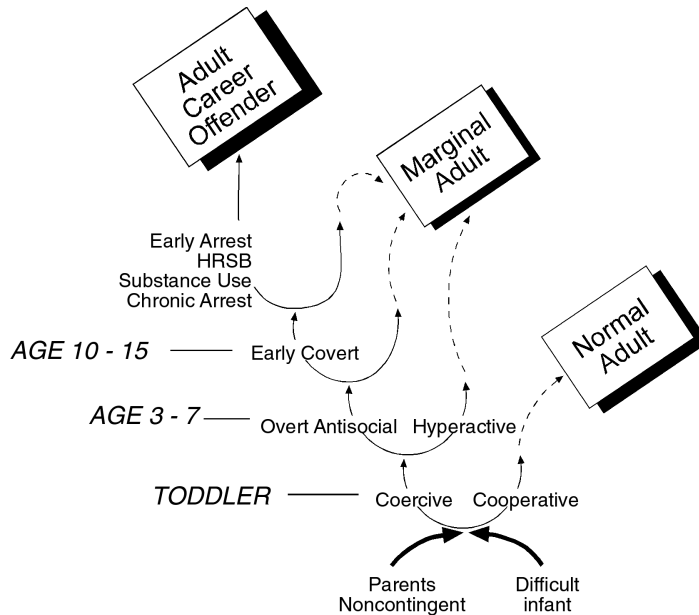 Adult
Career
Offender
Marginal
Adult
Early Arrest
HRSB
Substance Use
Chronic Arrest
Normal
Adult
AGE 10 - 15
Early Covert
AGE 3 - 7
Overt Antisocial
Hyperactive
TODDLER
Coercive
Cooperative
Parents
Noncontingent
Difficult
infant